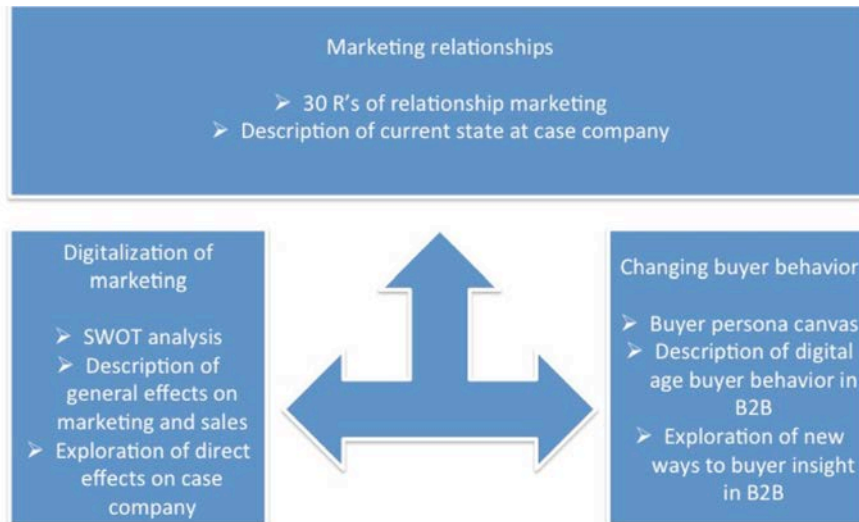 Marketing relationships
➢ 30 R's of relationship marketing
➢ Description of current state at case company
Digitalization of
marketing
➢ SWOT analysis
➢ Description of
general effects on
marketing and sales
➢ Exploration of direct
effects on case
company
Changing buyer behavior
➢ Buyer persona canvas
➢ Description of digital
age buyer behavior in
B2B
➢ Exploration of new
ways to buyer insight
in B2B